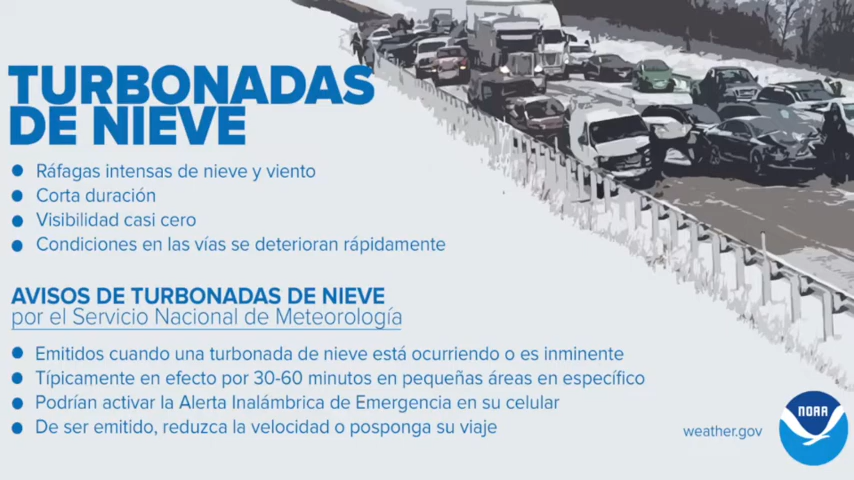 TURBONADAS
DE NIEVE
Ráfagas intensas de nieve y viento
Corta duración
Visibilidad casi cero
Condiciones en las vías se deterioran rápidamente
AVISOS DE TURBONADAS DE NIEVE
por el Servicio Nacional de Meteorología
Emitidos cuando una turbonada de nieve está ocurriendo o es inminente
Típicamente en efecto por 30-60 minutos en pequeñas áreas en específico
Podrían activar la Alerta Inalámbrica de Emergencia en su celular
De ser emitido, reduzca la velocidad o posponga su viaje
weather.gov
NOAA